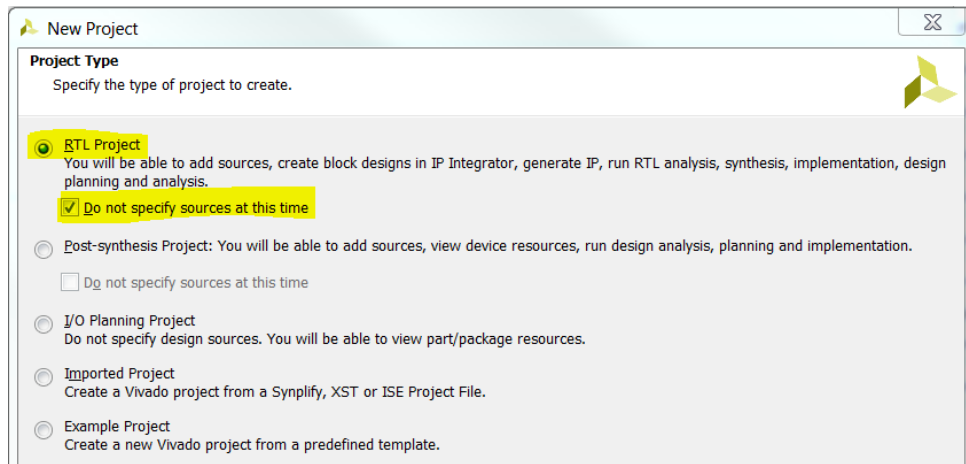 New Project
Project Type
Specify the type of project to create.
RTL Project
You will be able to add sources, create block designs in IP Integrator, generate IP, run RTL analysis, synthesis, implementation, design
planning and analysis.
Do not specify sources at this time
Post-synthesis Project: You will be able to add sources, view device resources, run design analysis, planning and implementation.
Do not specify sources at this time
I/O Planning Project
Do not specify design sources. You will be able to view part/package resources.
Imported Project
Create a Vivado project from a Synplify, XST or ISE Project File.
Example Project
Create a new Vivado project from a predefined template.